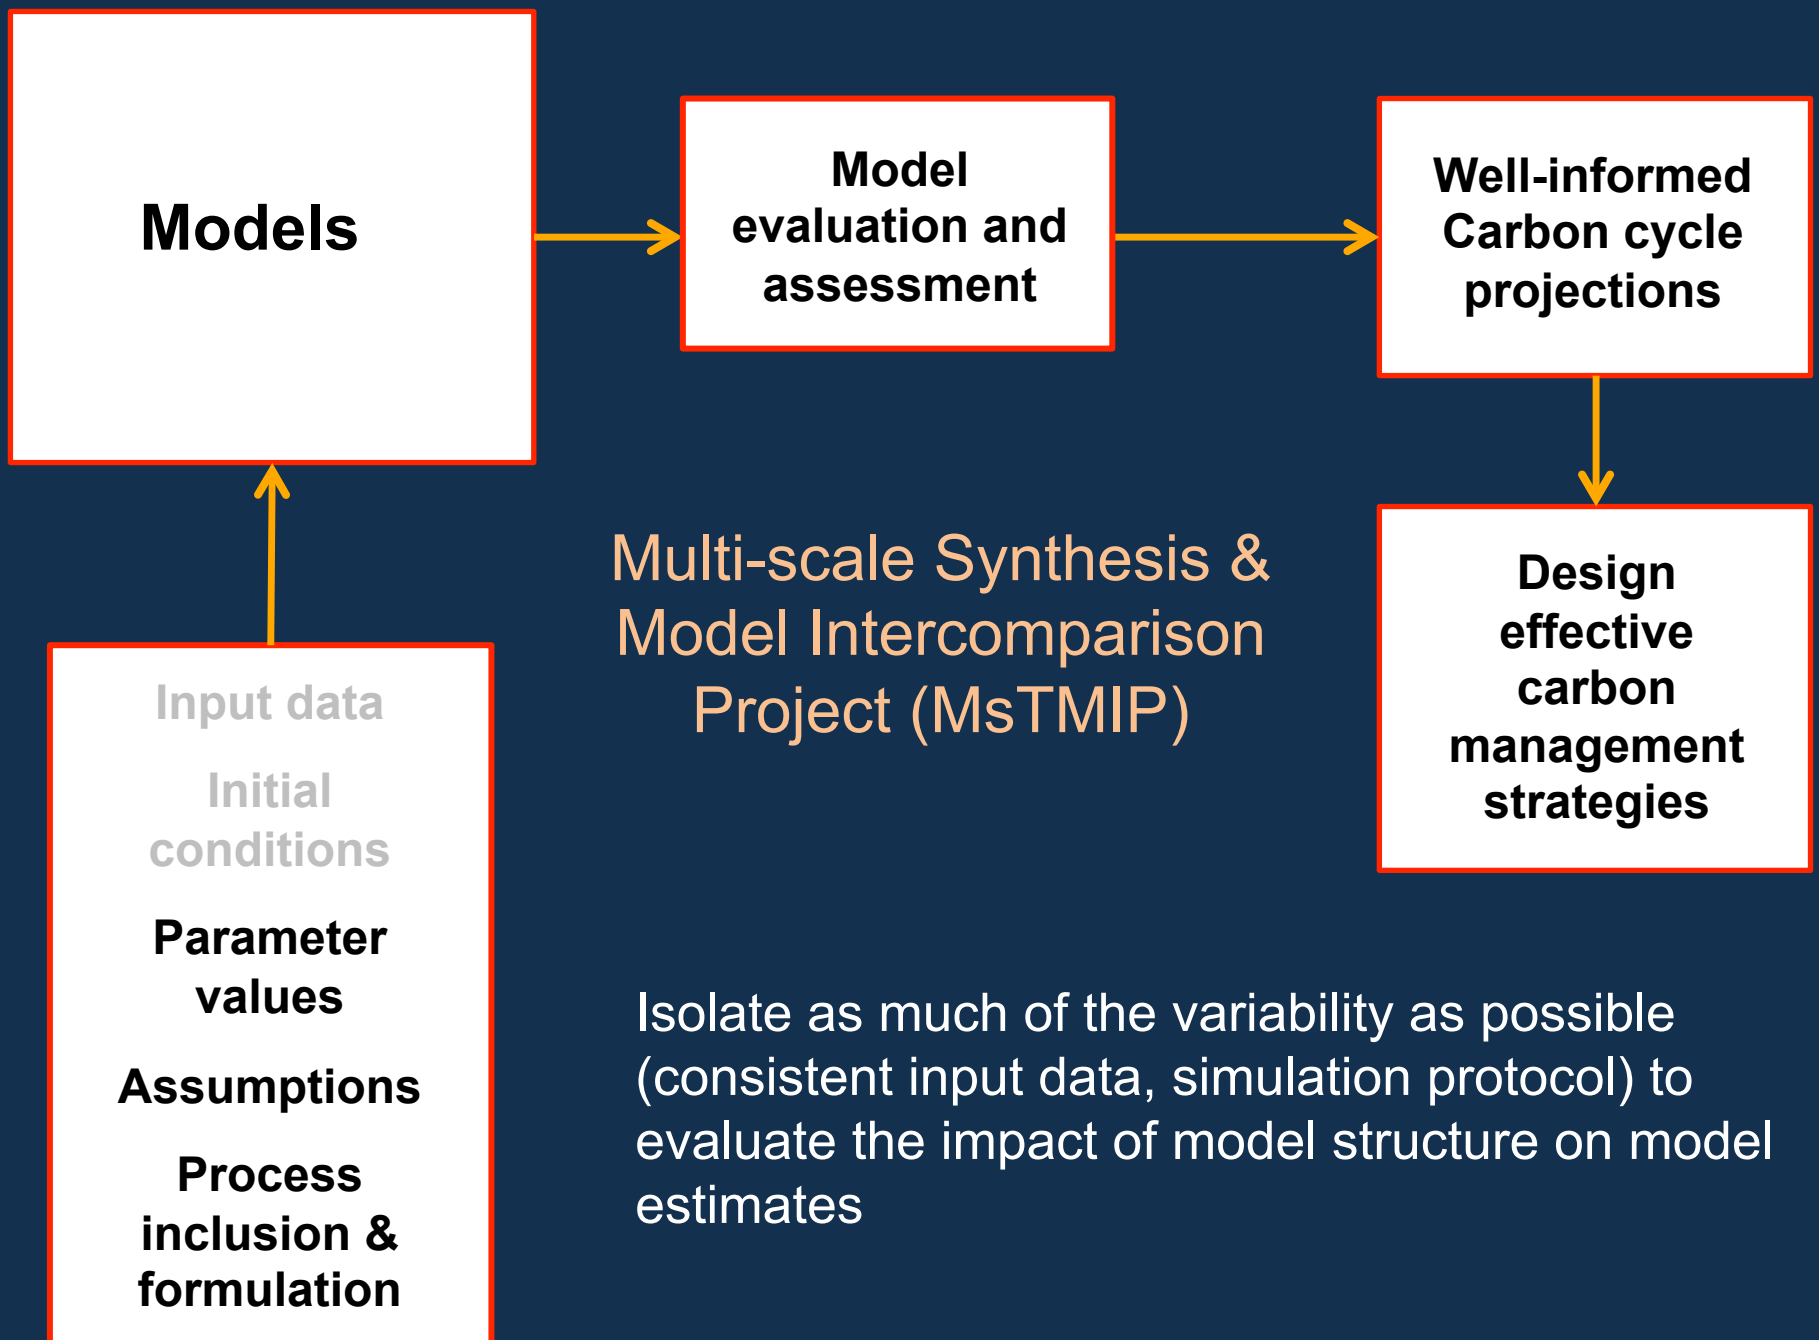 Models
Model
evaluation and
assessment
Well-informed
Carbon cycle
projections
Design
effective
carbon
management
strategies
Multi-scale Synthesis &
Model Intercomparison
Project (MsTMIP)
Input data
Initial
conditions
Parameter
values
Assumptions
Process
inclusion &
formulation
Isolate as much of the variability as possible
(consistent input data, simulation protocol) to
evaluate the impact of model structure on model
estimates